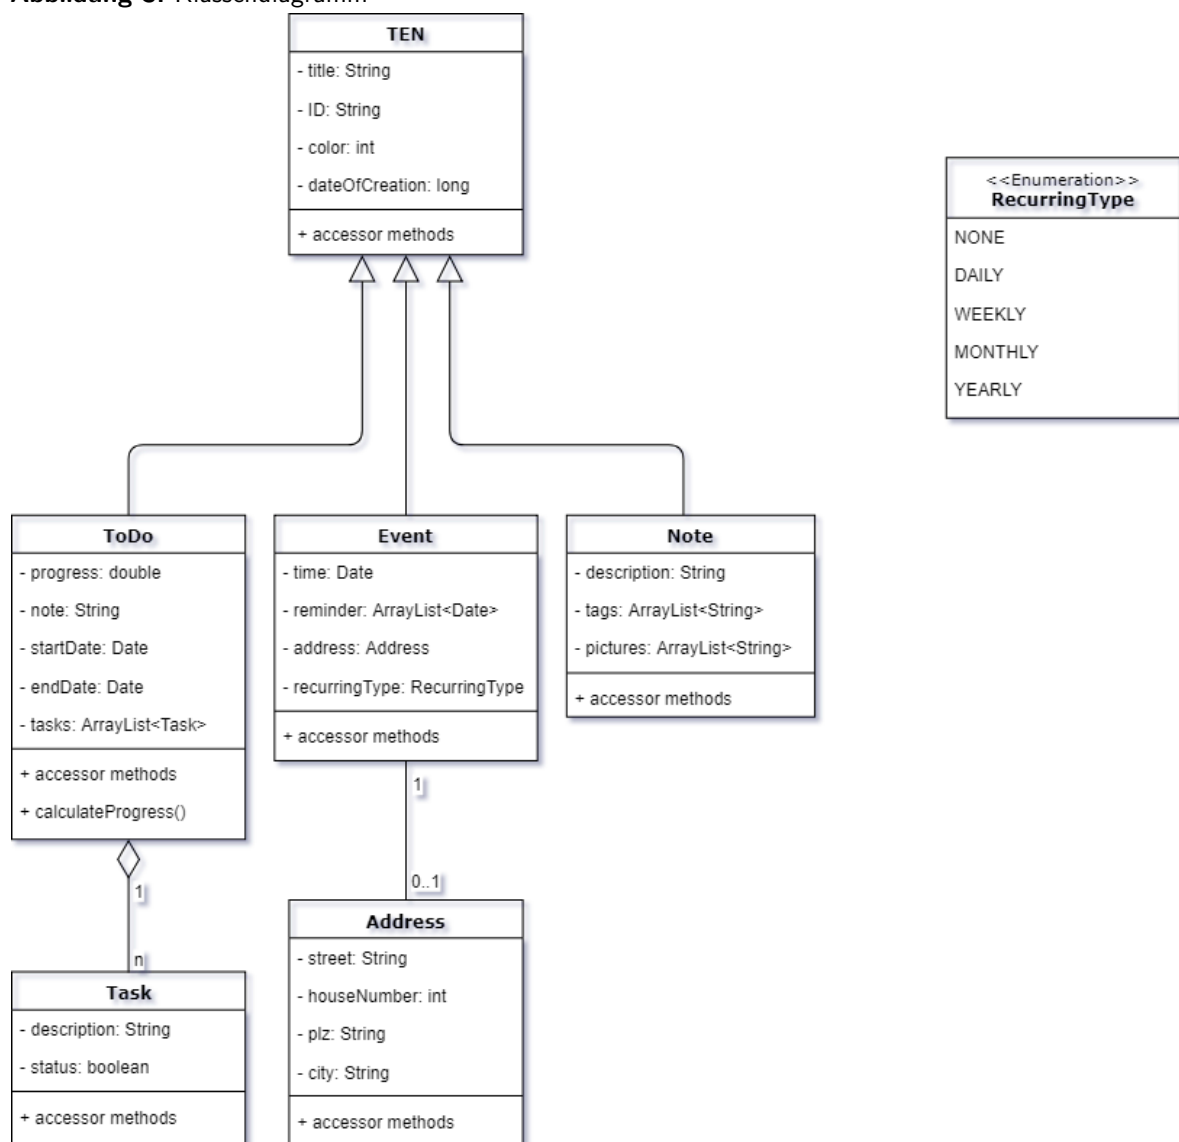 Abbildung 3: Klassendiagramm
TEN
- title: String
- ID: String
- color: int
- dateOfCreation: long
+ accessor methods
<<Enumeration>>
RecurringType
NONE
DAILY
WEEKLY
MONTHLY
YEARLY
ToDo
- progress: double
- note: String
- startDate: Date
- endDate: Date
- tasks: ArrayList<Task>
+ accessor methods
+ calculateProgress()
1
n
Event
- time: Date
- reminder: ArrayList<Date>
- address: Address
- recurringType: RecurringType
+ accessor methods
1
0..1
Note
- description: String
- tags: ArrayList<String>
- pictures: ArrayList<String>
+ accessor methods
Task
- description: String
- status: boolean
+ accessor methods
Address
- street: String
- houseNumber: int
- plz: String
- city: String
+ accessor methods